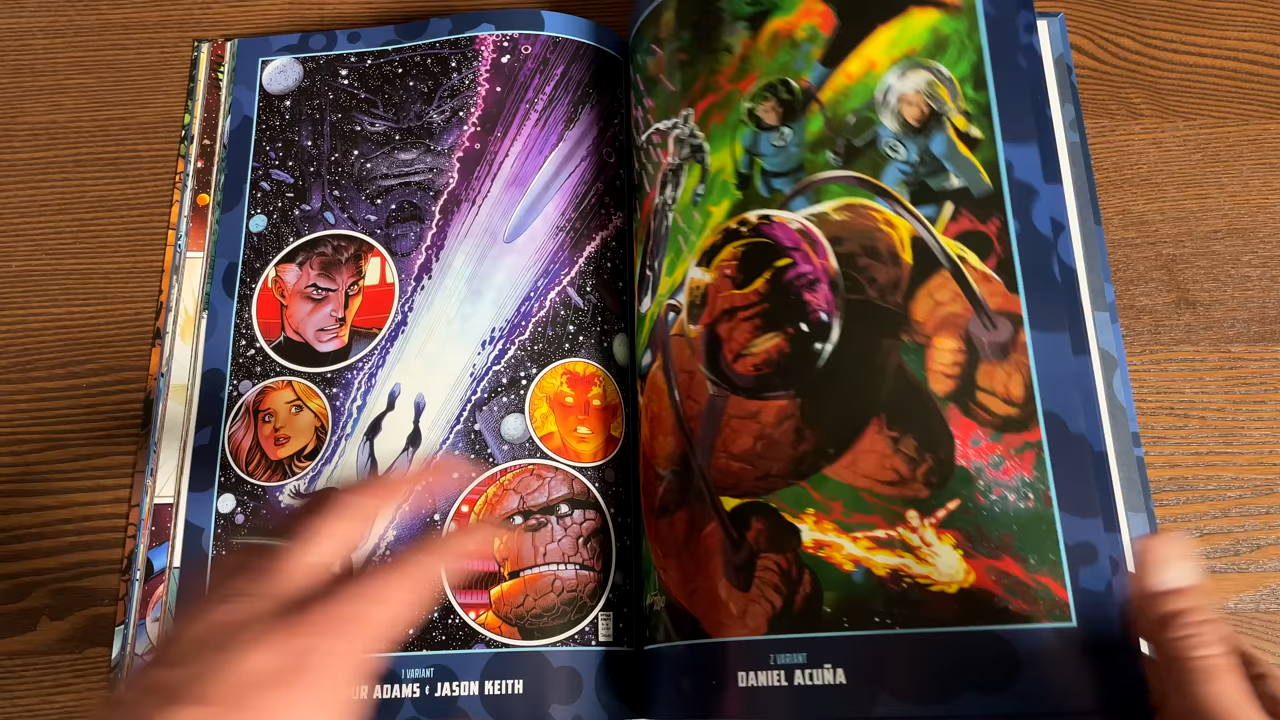 1 VARIANT
UR ADAMS & JASON KEITH
2 VARIANT
DANIEL ACUÑA